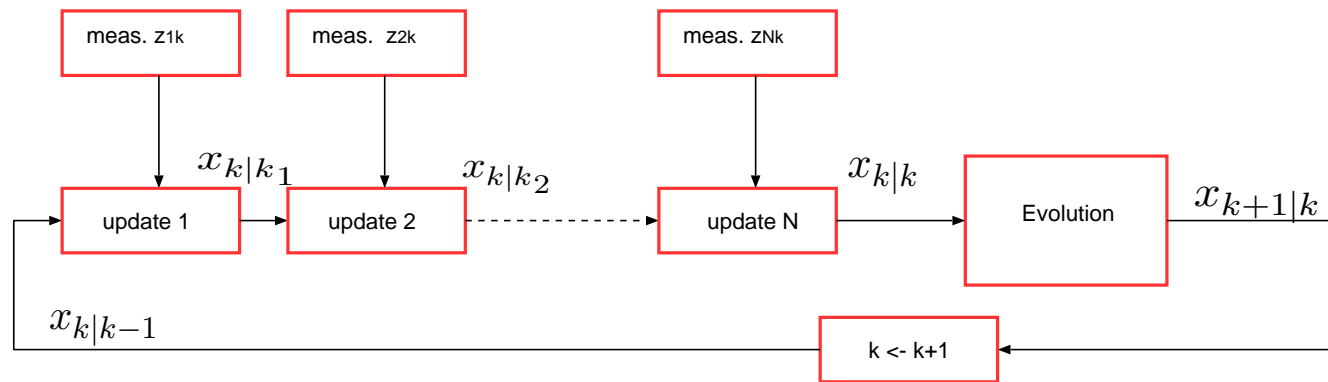 meas. z1k
meas. z2k
meas. zNk
x_{k|k_1}
x_{k|k_2}
x_{k|k}
x_{k+1|k}
update 1
update 2
update N
Evolution
x_{k|k-1}
k <- k+1